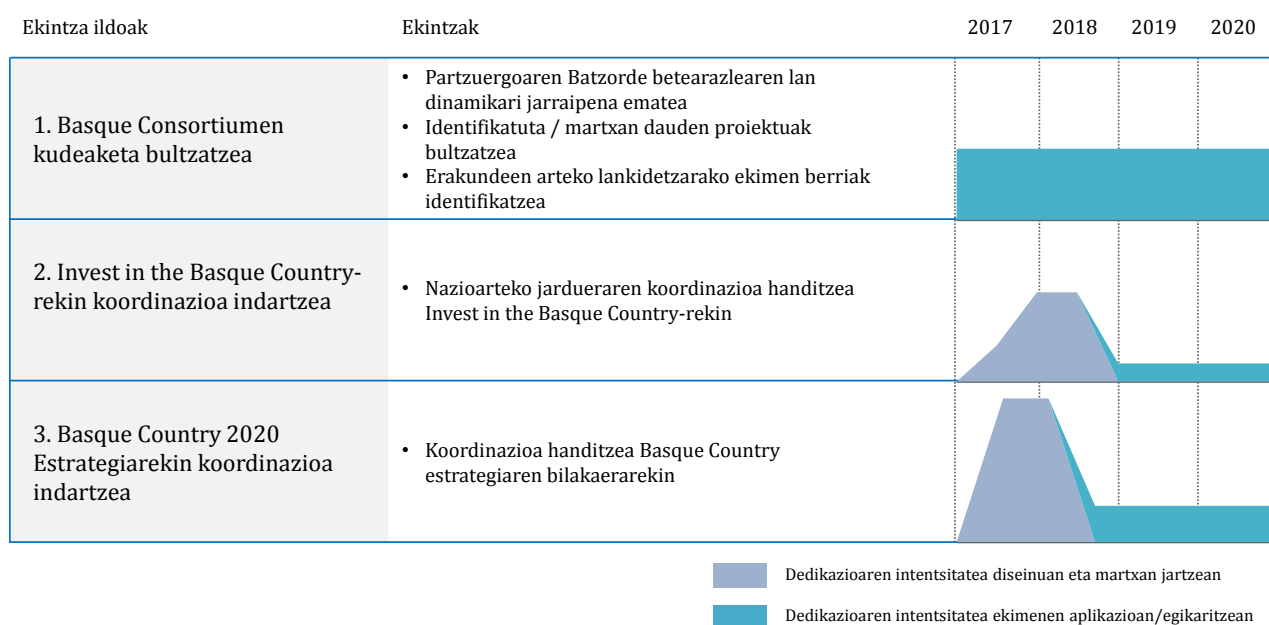 Ekintza ildoak
Ekintzak
2017
2018
2019
2020
1. Basque Consortiumen
kudeaketa bultzatzea
• Partzuergoaren Batzorde betearazlearen lan
dinamikari jarraipena ematea
• Identifikatuta / martxan dauden proiektuak
bultzatzea
• Erakundeen arteko lankidetzarako ekimen berriak
identifikatzea
2. Invest in the Basque Country-
rekin koordinazioa indartzea
• Nazioarteko jardueraren koordinazioa handitzea
Invest in the Basque Country-rekin
3. Basque Country 2020
Estrategiarekin koordinazioa
indartzea
• Koordinazioa handitzea Basque Country
estrategiaren bilakaerarekin
Dedikazioaren intentsitatea diseinuan eta martxan jartzean
Dedikazioaren intentsitatea ekimenen aplikazioan/egikaritzean